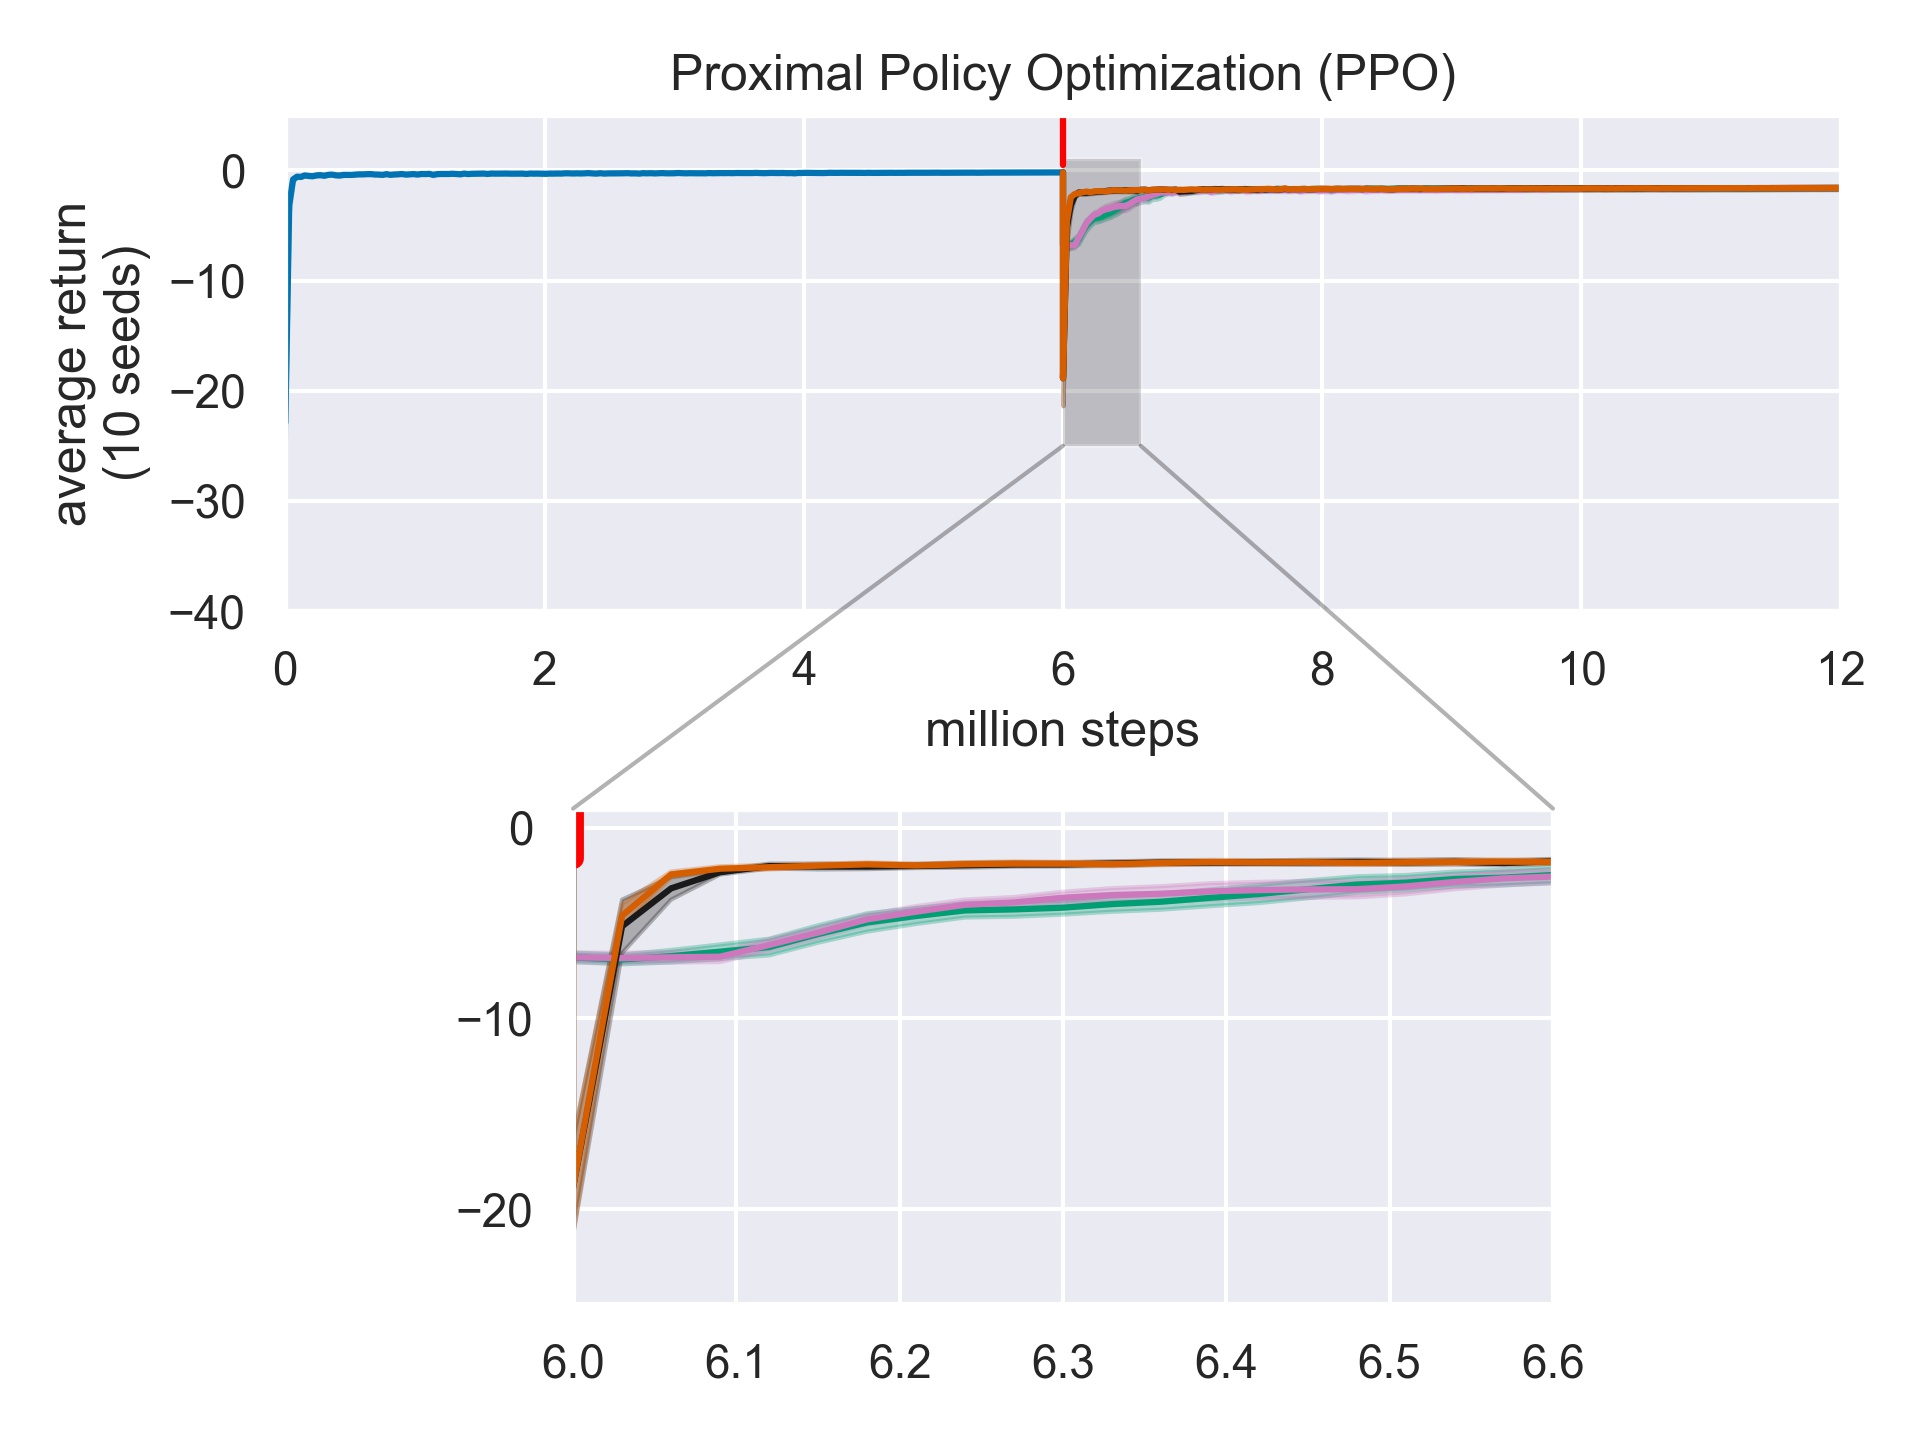 Proximal Policy Optimization (PPO)
average return
(10 seeds)
0
−10
−20
−30
−40
0 2 4 6 8 10 12
million steps
0
−10
−20
6.0 6.1 6.2 6.3 6.4 6.5 6.6